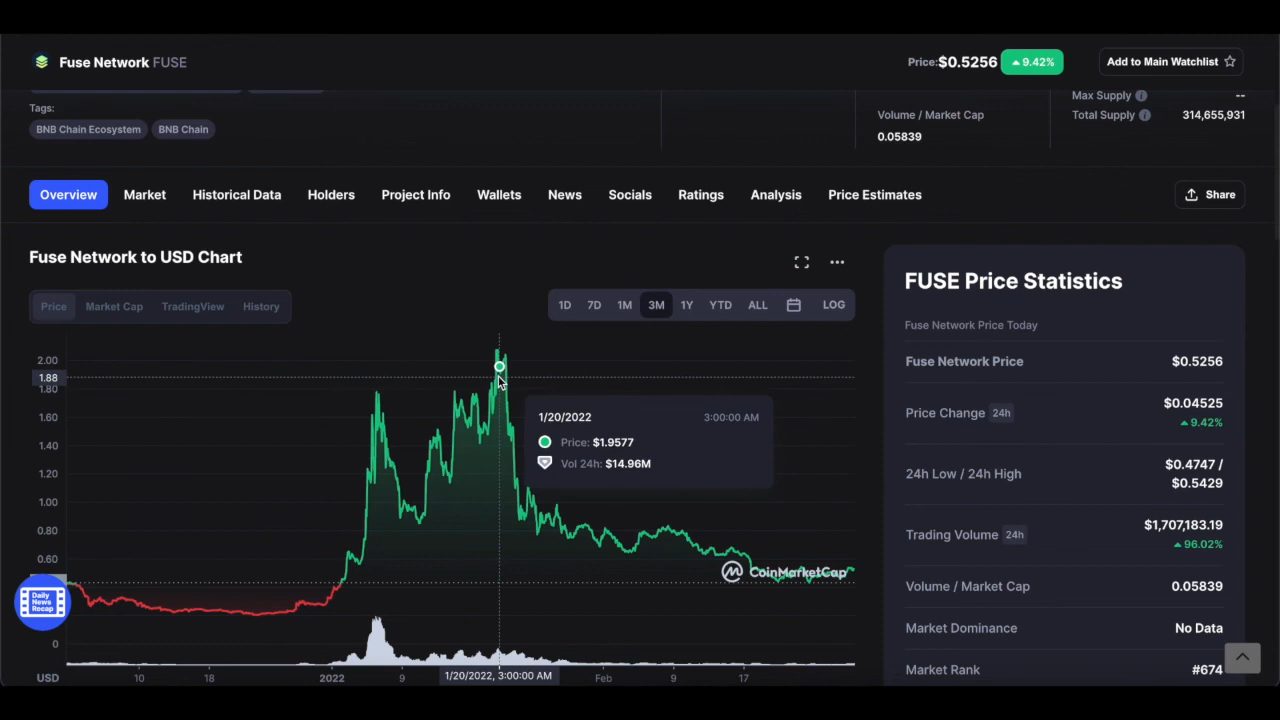 Fuse Network FUSE
Price:$0.5256 9.42%
Add to Main Watchlist
Tags:
BNB Chain Ecosystem BNB Chain
Volume / Market Cap
0.05839
Max Supply --
Total Supply 314,655,931
Overview Market Historical Data Holders Project Info Wallets News Socials Ratings Analysis Price Estimates
Share
Fuse Network to USD Chart
Price Market Cap TradingView History
1D 7D 1M 3M 1Y YTD ALL LOG
2.00
1.88
1.80
1.60
1.40
1.20
1.00
0.80
0.60
0
1/20/2022 3:00:00 AM
Price: $1.9577
Vol 24h: $14.96M
CoinMarketCap
Daily
News
Recap
USD 10 18 2022 9 1/20/2022, 3:00:00 AM Feb 9 17
FUSE Price Statistics
Fuse Network Price Today
Fuse Network Price $0.5256
Price Change 24h $0.04525
9.42%
24h Low / 24h High $0.4747 /
$0.5429
Trading Volume 24h $1,707,183.19
96.02%
Volume / Market Cap 0.05839
Market Dominance No Data
Market Rank #674